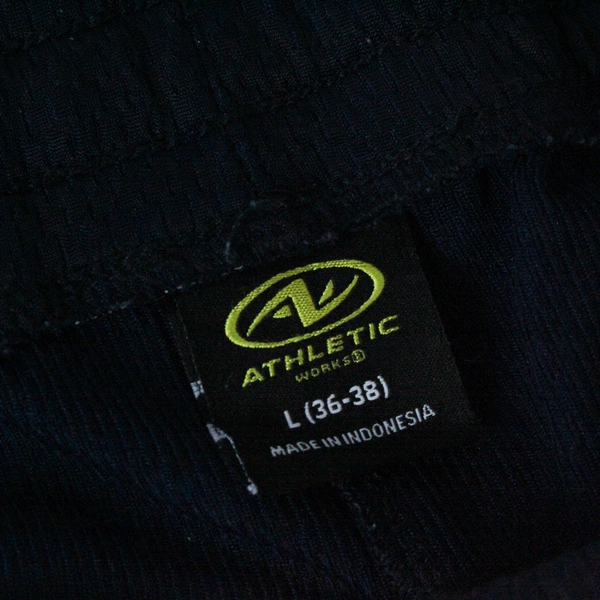 ATHLETIC
WORKS®
L (36-38)
MADE IN INDONESIA